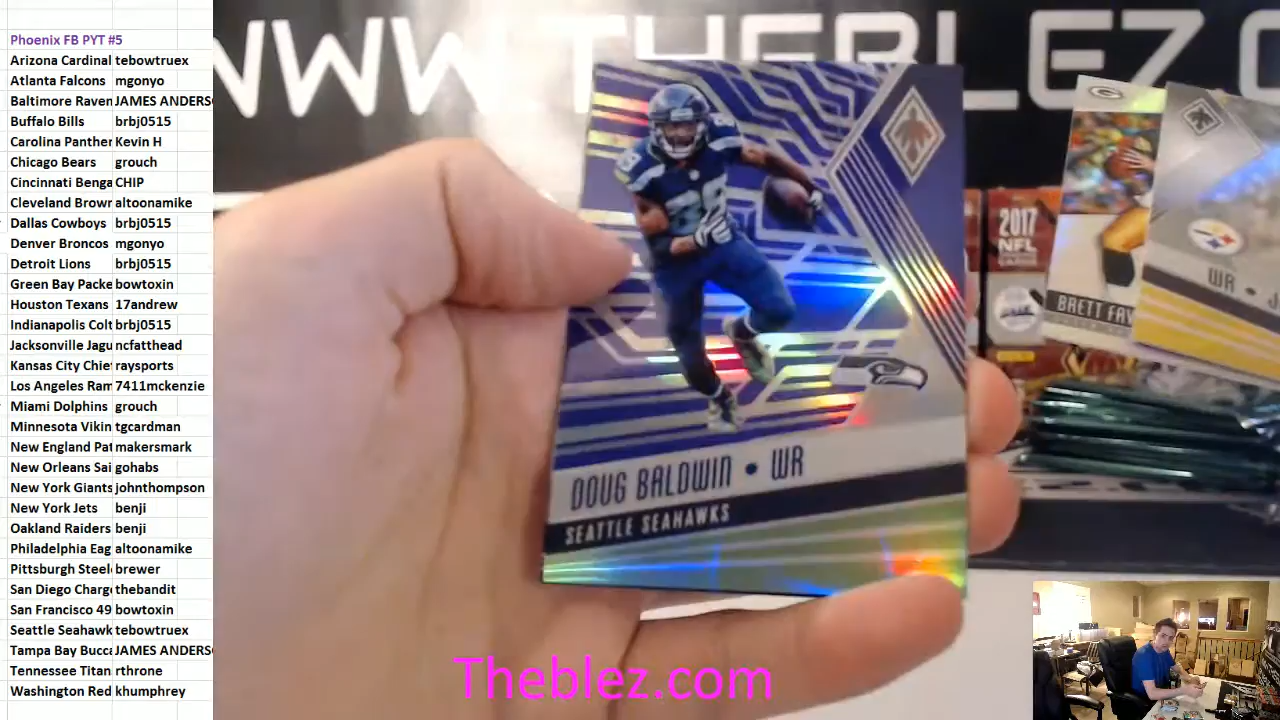 Phoenix FB PYT #5
Arizona Cardinal tebowtruex
Atlanta Falcons mgonyo
Baltimore Raven JAMES ANDERS
Buffalo Bills brbj0515
Carolina Panther Kevin H
Chicago Bears grouch
Cincinnati Benga CHIP
Cleveland Brown altoonamike
Dallas Cowboys brbj0515
Denver Broncos mgonyo
Detroit Lions brbj0515
Green Bay Packe bowtoxin
Houston Texans 17andrew
Indianapolis Colt brbj0515
Jacksonville Jagu ncfatthead
Kansas City Chief raysports
Los Angeles Ram 7411mckenzie
Miami Dolphins grouch
Minnesota Vikin tgcardman
New England Pat makersmark
New Orleans Sai gohabs
New York Giants johnthompson
New York Jets benji
Oakland Raiders benji
Philadelphia Eag altoonamike
Pittsburgh Steele brewer
San Diego Charg thebandit
San Francisco 49 bowtoxin
Seattle Seahawk tebowtruex
Tampa Bay Bucca JAMES ANDERS
Tennessee Titan rthrone
Washington Red khumphrey
WWW.THEBLEZ.C
89
DOUG BALDWIN • WR
SEATTLE SEAHAWKS
2017
NFL
BRETT FAV
Steelers
WR • J
Theblez.com